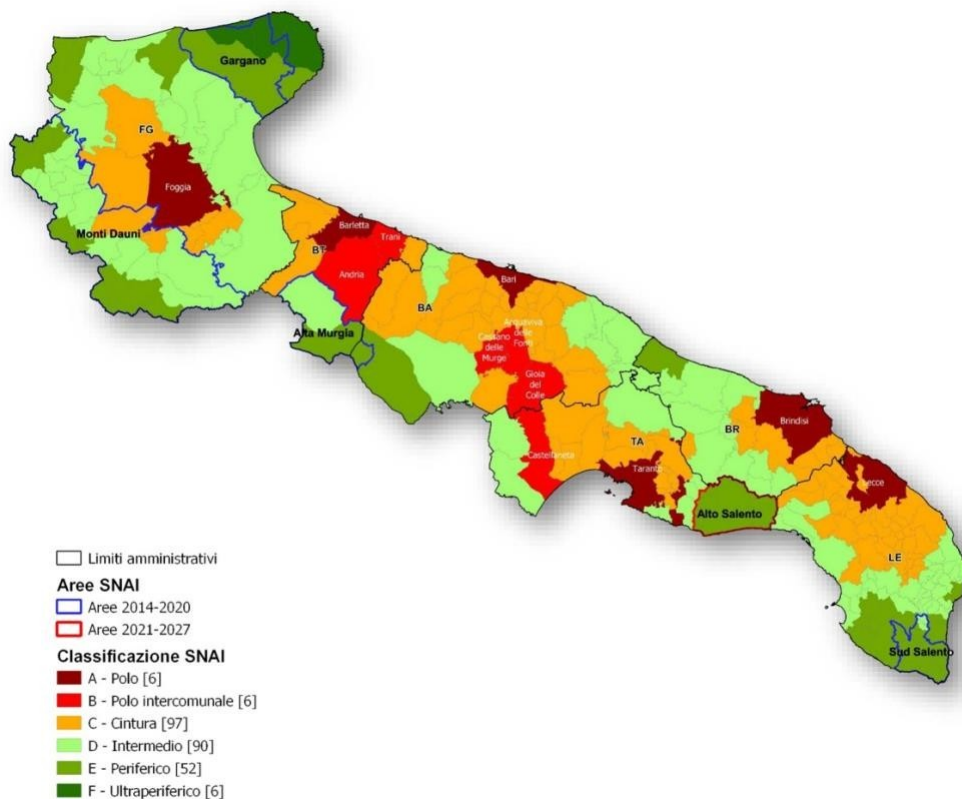 Gargano
FG
Foggia
Monti Dauni
Barletta
Trani
BT
Andria
Bari
BA
Alta Murgia
Acquaviva
delle
Fonti
Cassano
delle
Murge
Gioia
del
Colle
Castellaneta
TA
Taranto
BR
Brindisi
Lecce
Alto Salento
LE
Sud Salento
Limiti amministrativi
Aree SNAI
Aree 2014-2020
Aree 2021-2027
Classificazione SNAI
A - Polo [6]
B - Polo intercomunale [6]
C - Cintura [97]
D - Intermedio [90]
E - Periferico [52]
F - Ultraperiferico [6]